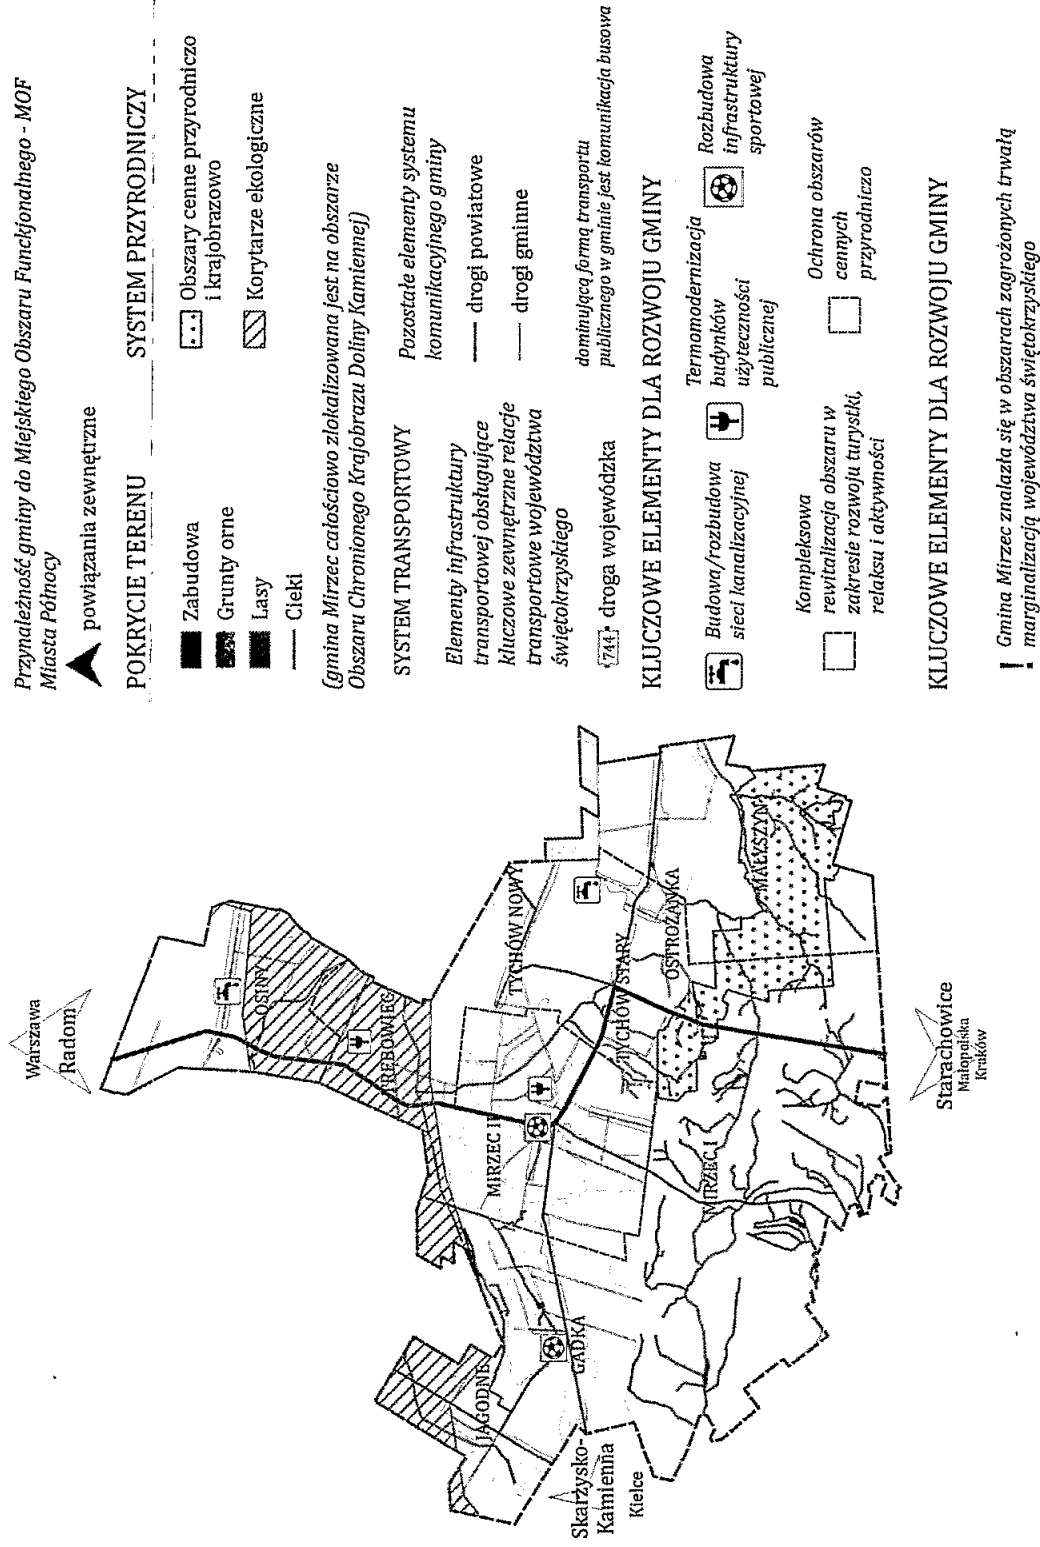 Przynależność gminy do Miejskiego Obszaru Funckjonalnego - MOF
Miasta Północy
powiązania zewnętrzne
POKRYCIE TERENU
Zabudowa
Grunty orne
Lasy
Cieki
SYSTEM PRZYRODNICZY
Obszary cenne przyrodniczo
i krajobrazowo
Korytarze ekologiczne
(gmina Mirzec całościowo zlokalizowana jest na obszarze
Obszaru Chronionego Krajobrazu Doliny Kamiennej)
SYSTEM TRANSPORTOWY
Elementy infrastruktury
transportowej obsługujące
kluczowe zewnętrzne relacje
transportowe województwa
świętokrzyskiego
744 droga wojewódzka
Pozostałe elementy systemu
komunikacyjnego gminy
drogi powiatowe
drogi gminne
dominującą formą transportu
publicznego w gminie jest komunikacja busowa
KLUCZOWE ELEMENTY DLA ROZWOJU GMINY
Budowa/rozbudowa
sieci kanalizacyjnej
Termomodernizacja
budynków
użyteczności
publicznej
Rozbudowa
infrastruktury
sportowej
Kompleksowa
rewitalizacja obszaru w
zakresie rozwoju turystki,
relaksu i aktywności
Ochrona obszarów
cennych
przyrodniczo
KLUCZOWE ELEMENTY DLA ROZWOJU GMINY
! Gmina Mirzec znalazła się w obszarach zagrożonych trwałą
marginalizacją województwa świętokrzyskiego
Warszawa
Radom
OSINY
TREBOWIEC
TYCHÓW NOWY
MIRZEC II
JAGODNE
GADKA
TYCHÓW STARY
OSTROŻANKA
MIRZEC I
MAŁYSZYN
Skarżysko-
Kamienna
Kielce
Starachowice
Małopolska
Kraków